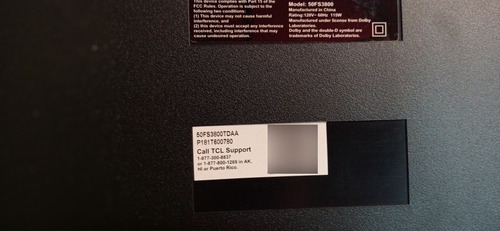 This device complies with Part 15 of the
FCC Rules. Operation is subject to the
following two conditions:
(1) This device may not cause harmful
interference, and
(2) this device must accept any interference
received, including interference that may
cause undesired operation.
Model: 50FS3800
Manufactured in China
Rating:120V~ 60Hz 115W
Manufactured under license from Dolby
Laboratories.
Dolby and the double-D symbol are
trademarks of Dolby Laboratories.
50FS3800TDAA
P181T600780
Call TCL Support
1-877-300-8837
or 1-877-800-1269 in AK,
HI or Puerto Rico.